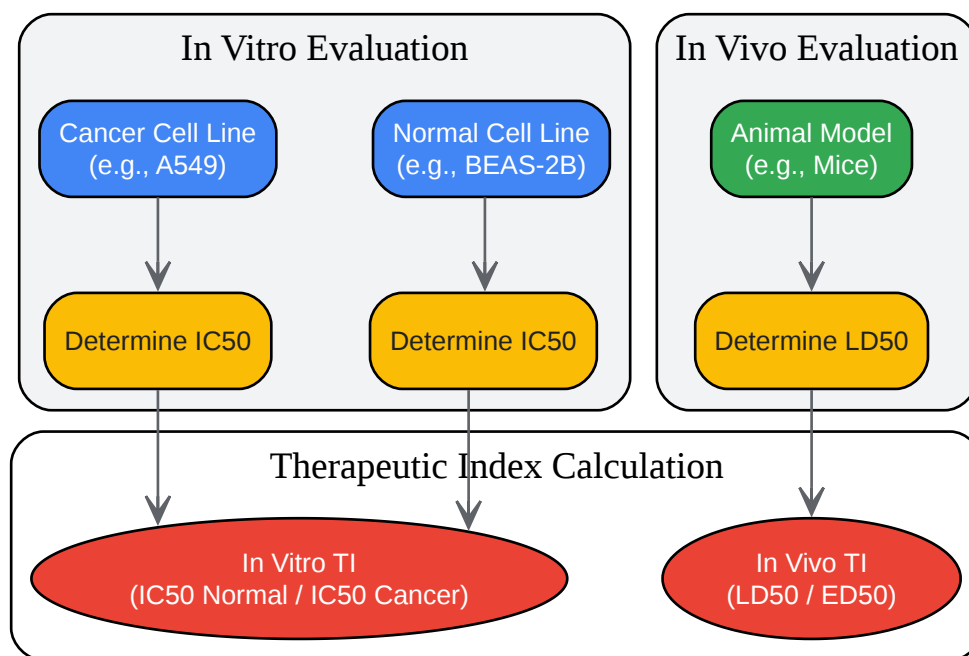 In Vitro Evaluation
Cancer Cell Line
(e.g., A549)
Normal Cell Line
(e.g., BEAS-2B)
Determine IC50
Determine IC50
In Vivo Evaluation
Animal Model
(e.g., Mice)
Determine LD50
Therapeutic Index Calculation
In Vitro TI
(IC50 Normal / IC50 Cancer)
In Vivo TI
(LD50 / ED50)